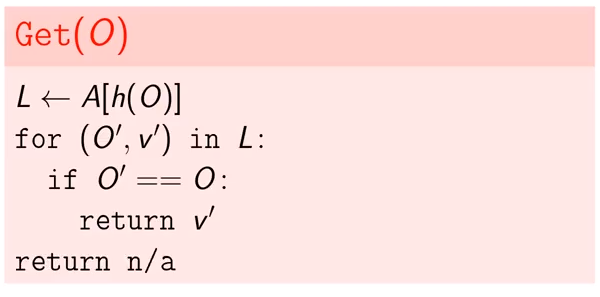 Get(O)
L ← A[h(O)]
for (O′, v′) in L:
if O′ == O:
return v′
return n/a